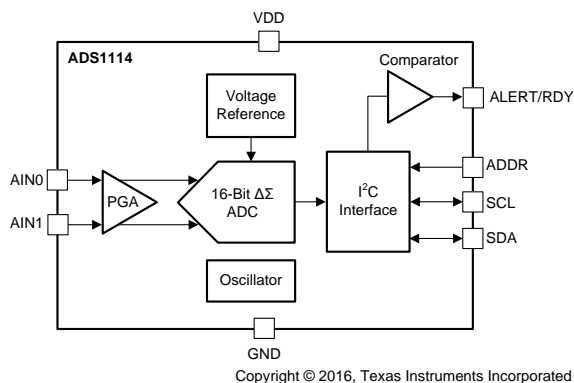 VDD
ADS1114
Comparator
Voltage
Reference
ALERT/RDY
ADDR
AIN0
PGA
16-Bit ΔΣ
ADC
I²C
Interface
SCL
AIN1
SDA
Oscillator
GND
Copyright © 2016, Texas Instruments Incorporated